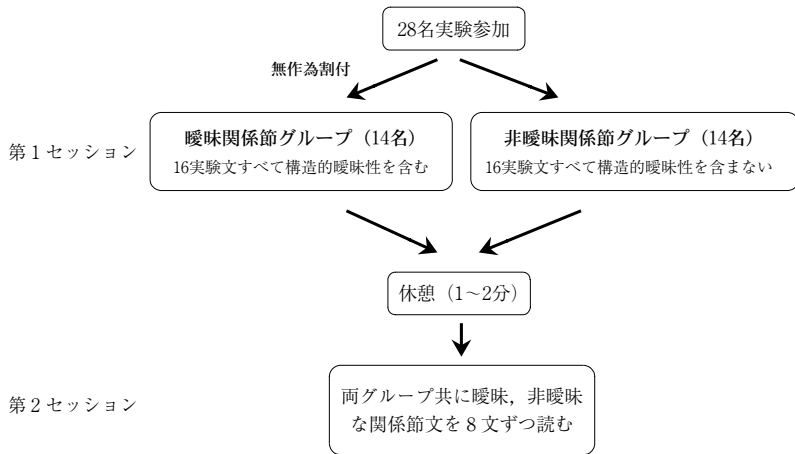 28名実験参加
無作為割付
第1セッション
曖昧関係節グループ（14名）
16実験文すべて構造的曖昧性を含む
非曖昧関係節グループ（14名）
16実験文すべて構造的曖昧性を含まない
休憩（1〜2分）
第2セッション
両グループ共に曖昧，非曖昧
な関係節文を8文ずつ読む